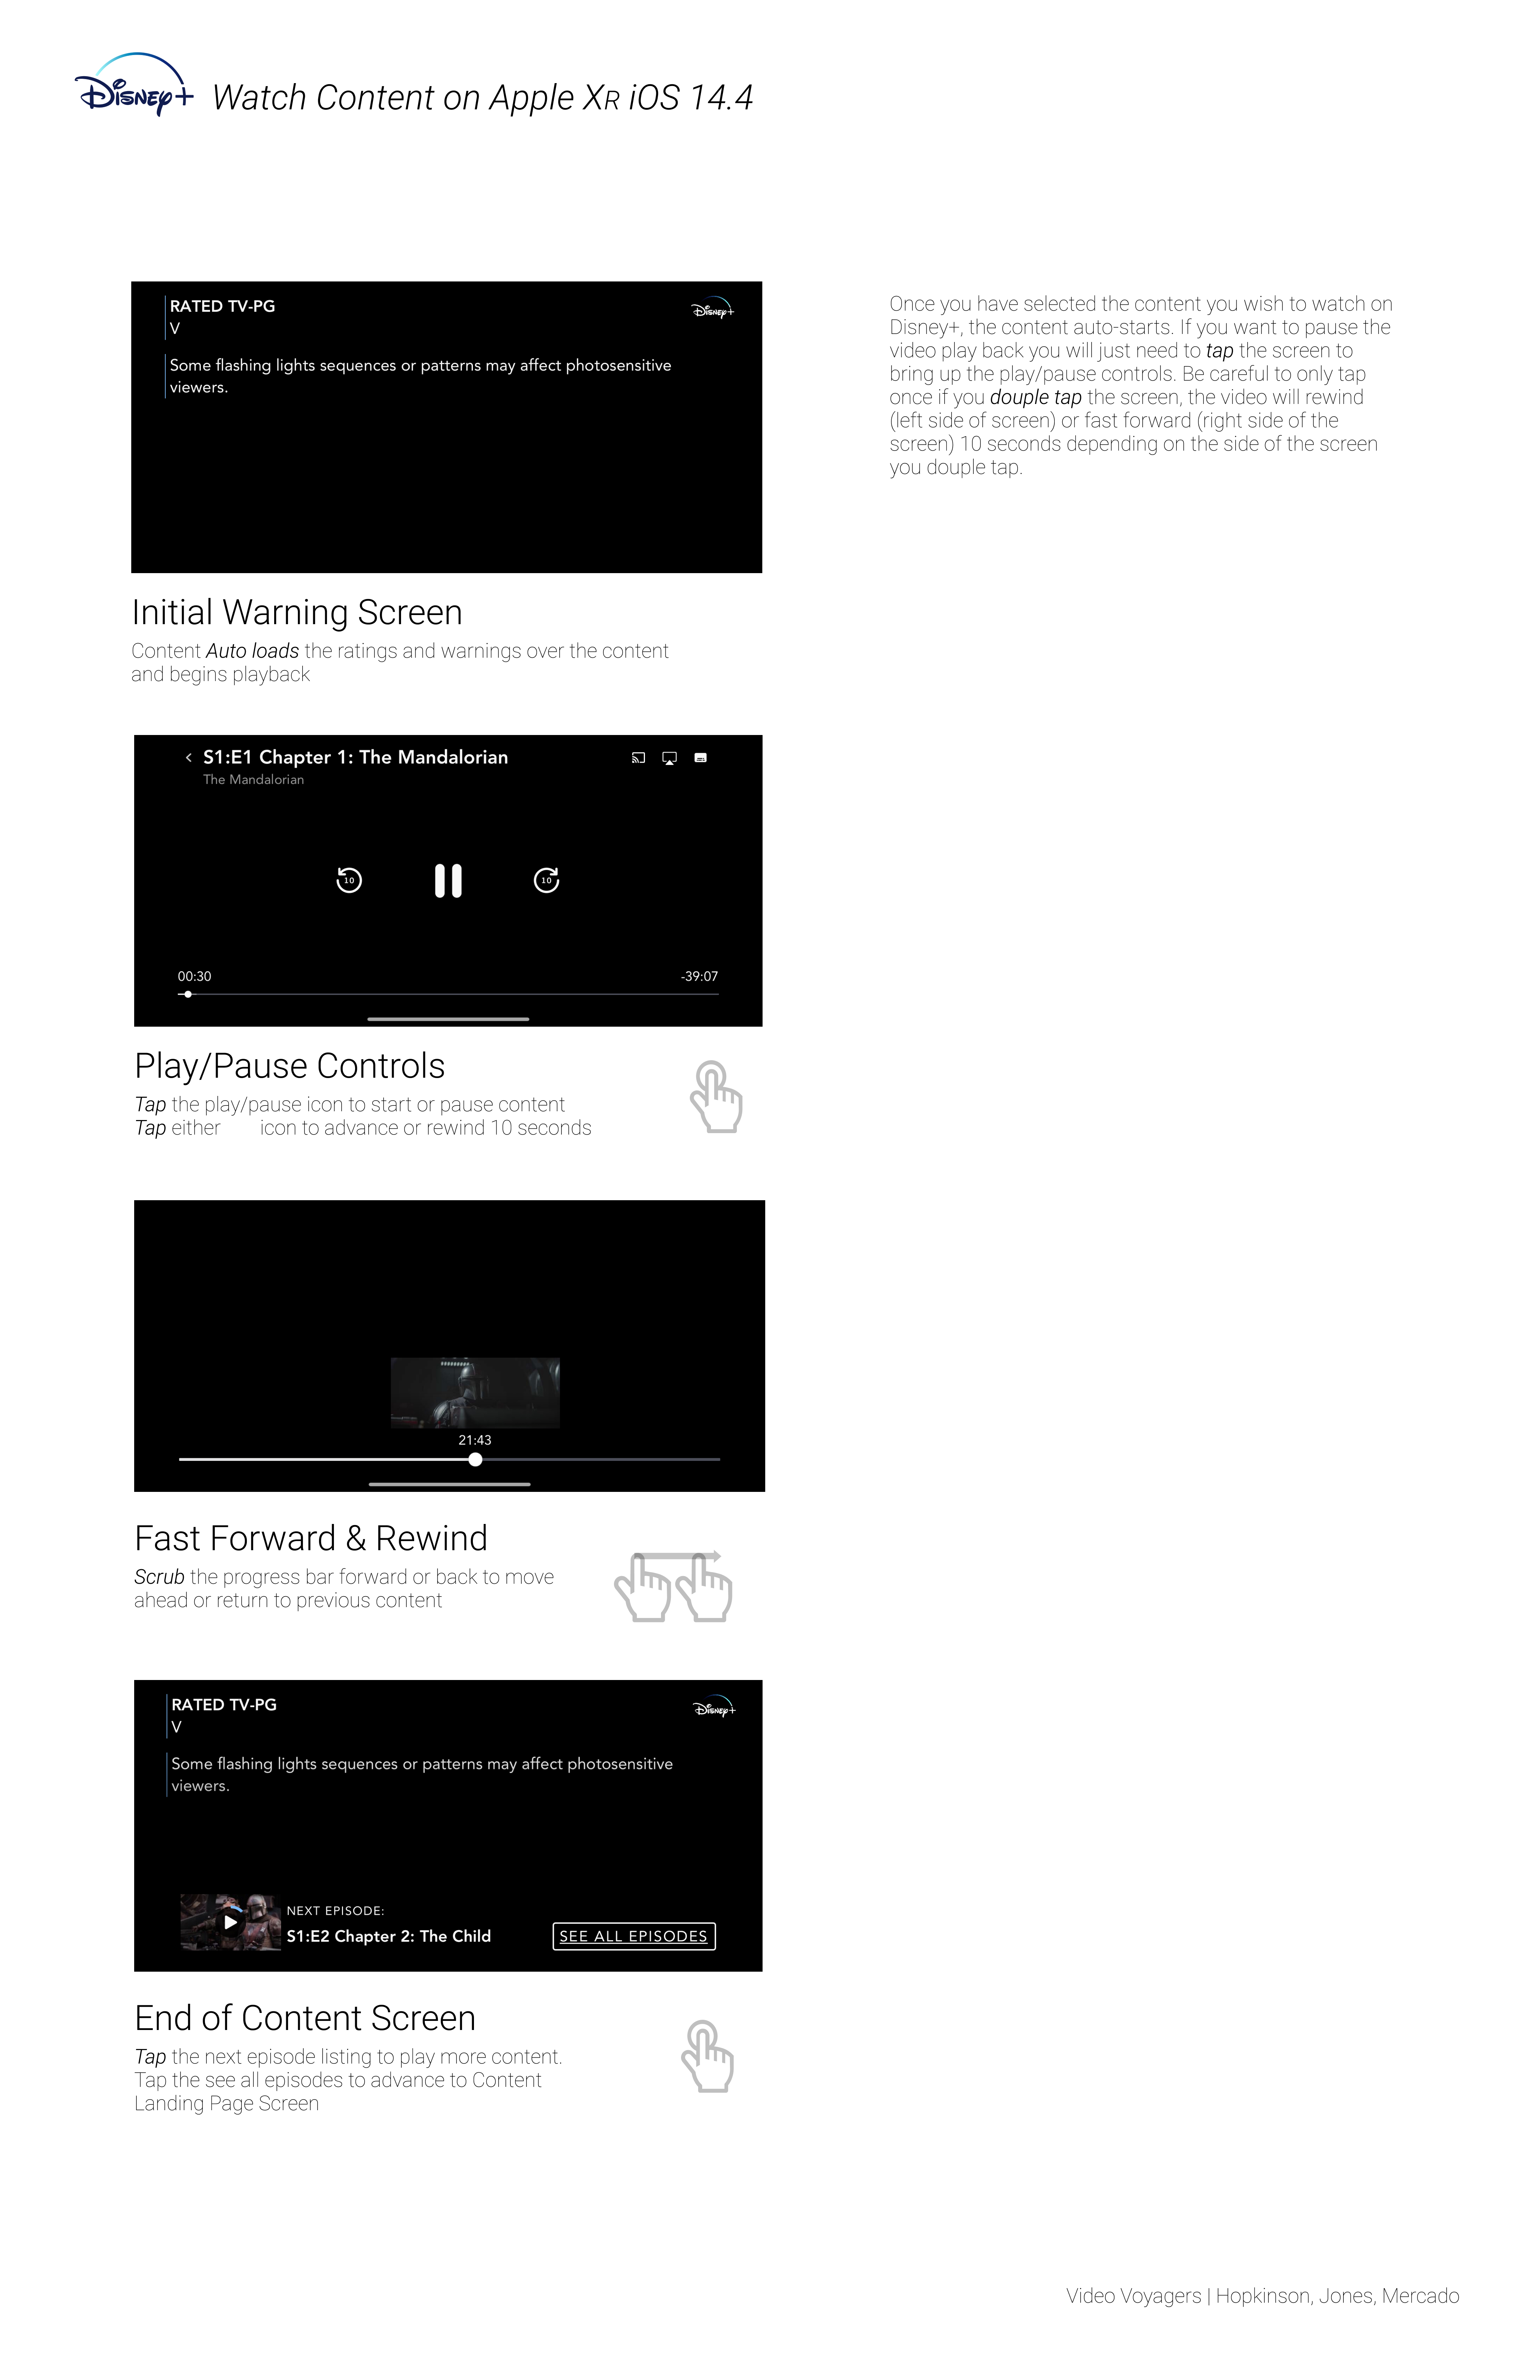 Disney+ Watch Content on Apple XR iOS 14.4
RATED TV-PG
V
Disney+
Some flashing lights sequences or patterns may affect photosensitive
viewers.
Initial Warning Screen
Content Auto loads the ratings and warnings over the content
and begins playback
Once you have selected the content you wish to watch on
Disney+, the content auto-starts. If you want to pause the
video play back you will just need to tap the screen to
bring up the play/pause controls. Be careful to only tap
once if you douple tap the screen, the video will rewind
(left side of screen) or fast forward (right side of the
screen) 10 seconds depending on the side of the screen
you douple tap.
S1:E1 Chapter 1: The Mandalorian
The Mandalorian
10
10
00:30
-39:07
Play/Pause Controls
Tap the play/pause icon to start or pause content
Tap either icon to advance or rewind 10 seconds
21:43
Fast Forward & Rewind
Scrub the progress bar forward or back to move
ahead or return to previous content
RATED TV-PG
V
Disney+
Some flashing lights sequences or patterns may affect photosensitive
viewers.
NEXT EPISODE:
S1:E2 Chapter 2: The Child
SEE ALL EPISODES
End of Content Screen
Tap the next episode listing to play more content.
Tap the see all episodes to advance to Content
Landing Page Screen
Video Voyagers | Hopkinson, Jones, Mercado